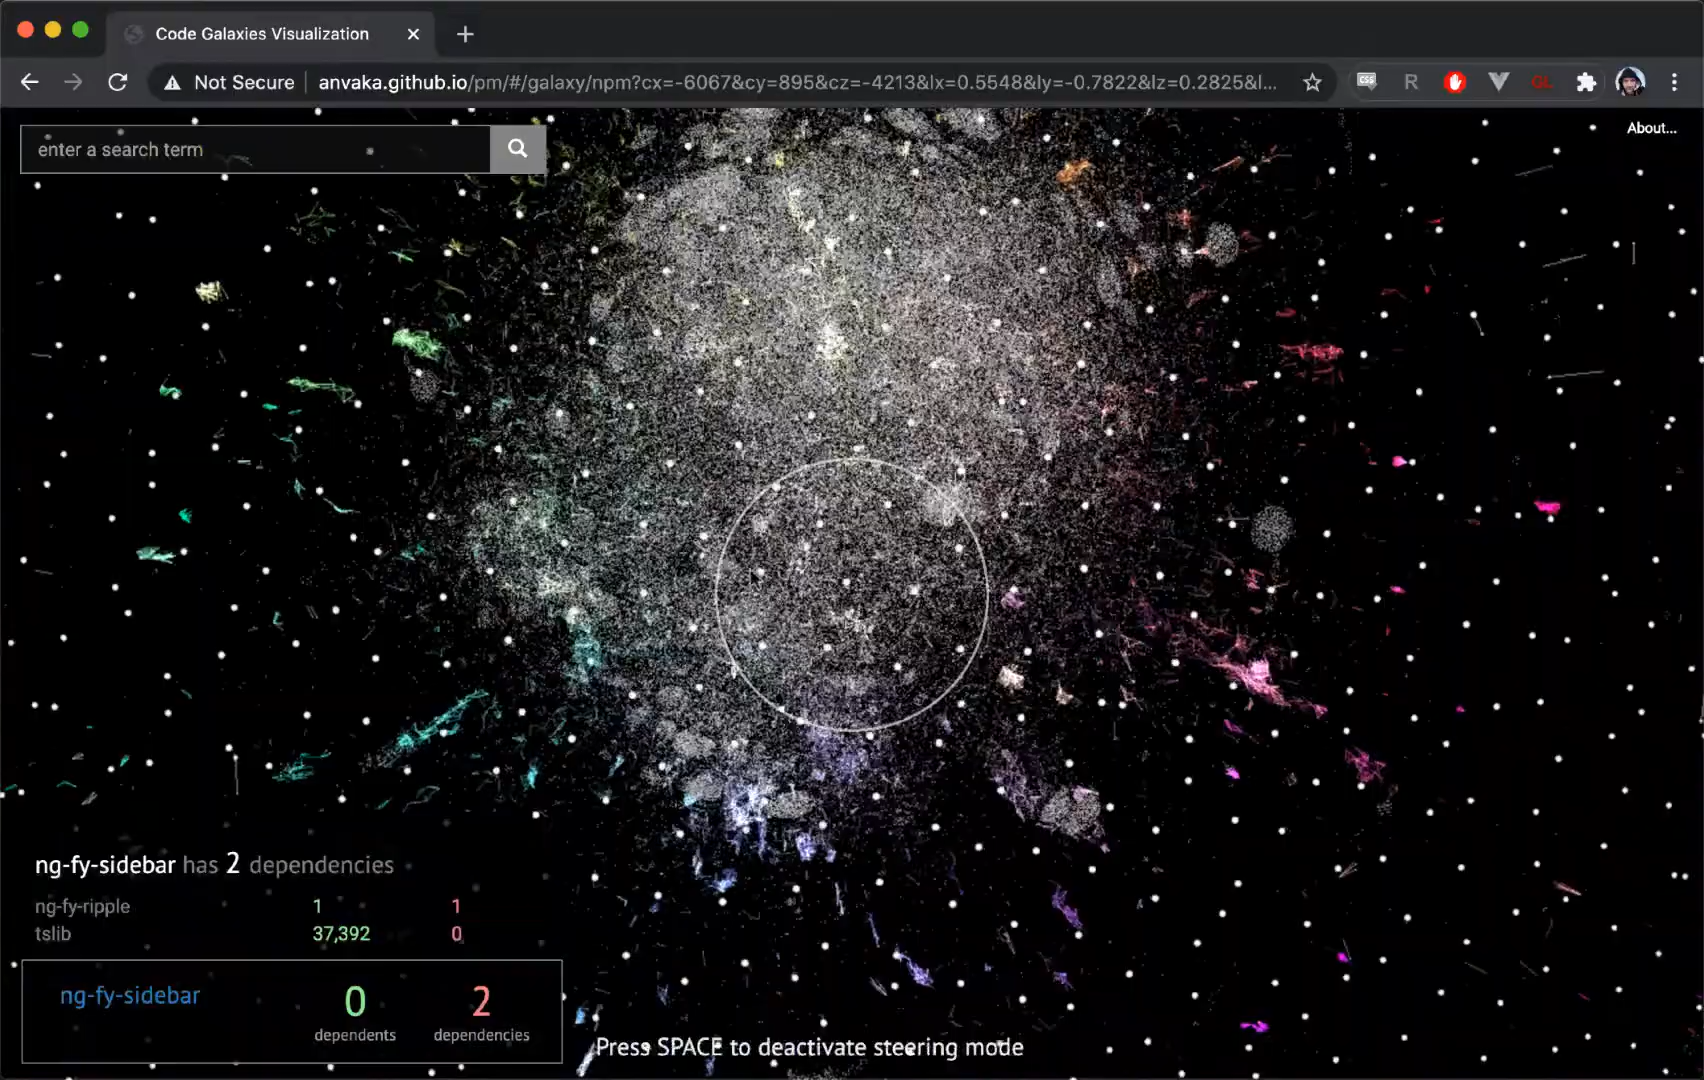 Code Galaxies Visualization
Not Secure
anvaka.github.io/pm/#/galaxy/npm?cx=-6067&cy=895&cz=-4213&lx=0.5548&ly=-0.7822&lz=0.2825&l...
CSS R V GL
enter a search term
About...
ng-fy-sidebar has 2 dependencies
ng-fy-ripple 1 1
tslib 37,392 0
ng-fy-sidebar 0 2
dependents dependencies
Press SPACE to deactivate steering mode